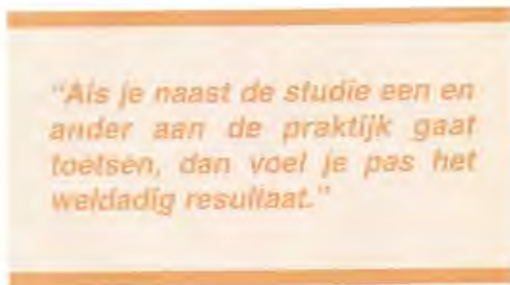 "Als je naast de studie een en
ander aan de praktijk gaat
toetsen, dan voel je pas het
weldadig resultaat."